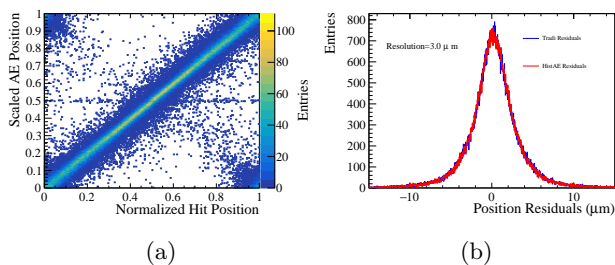 Scaled AE Position
1
0.9
0.8
0.7
0.6
0.5
0.4
0.3
0.2
0.1
0
0 0.2 0.4 0.6 0.8 1
Normalized Hit Position
100
80
60
40
20
0
Entries
(a)
Entries
800
700
600
500
400
300
200
100
0
Resolution=3.0 μ m
Tradi Residuals
HistAE Residuals
−10 0 10
Position Residuals (μm)
(b)